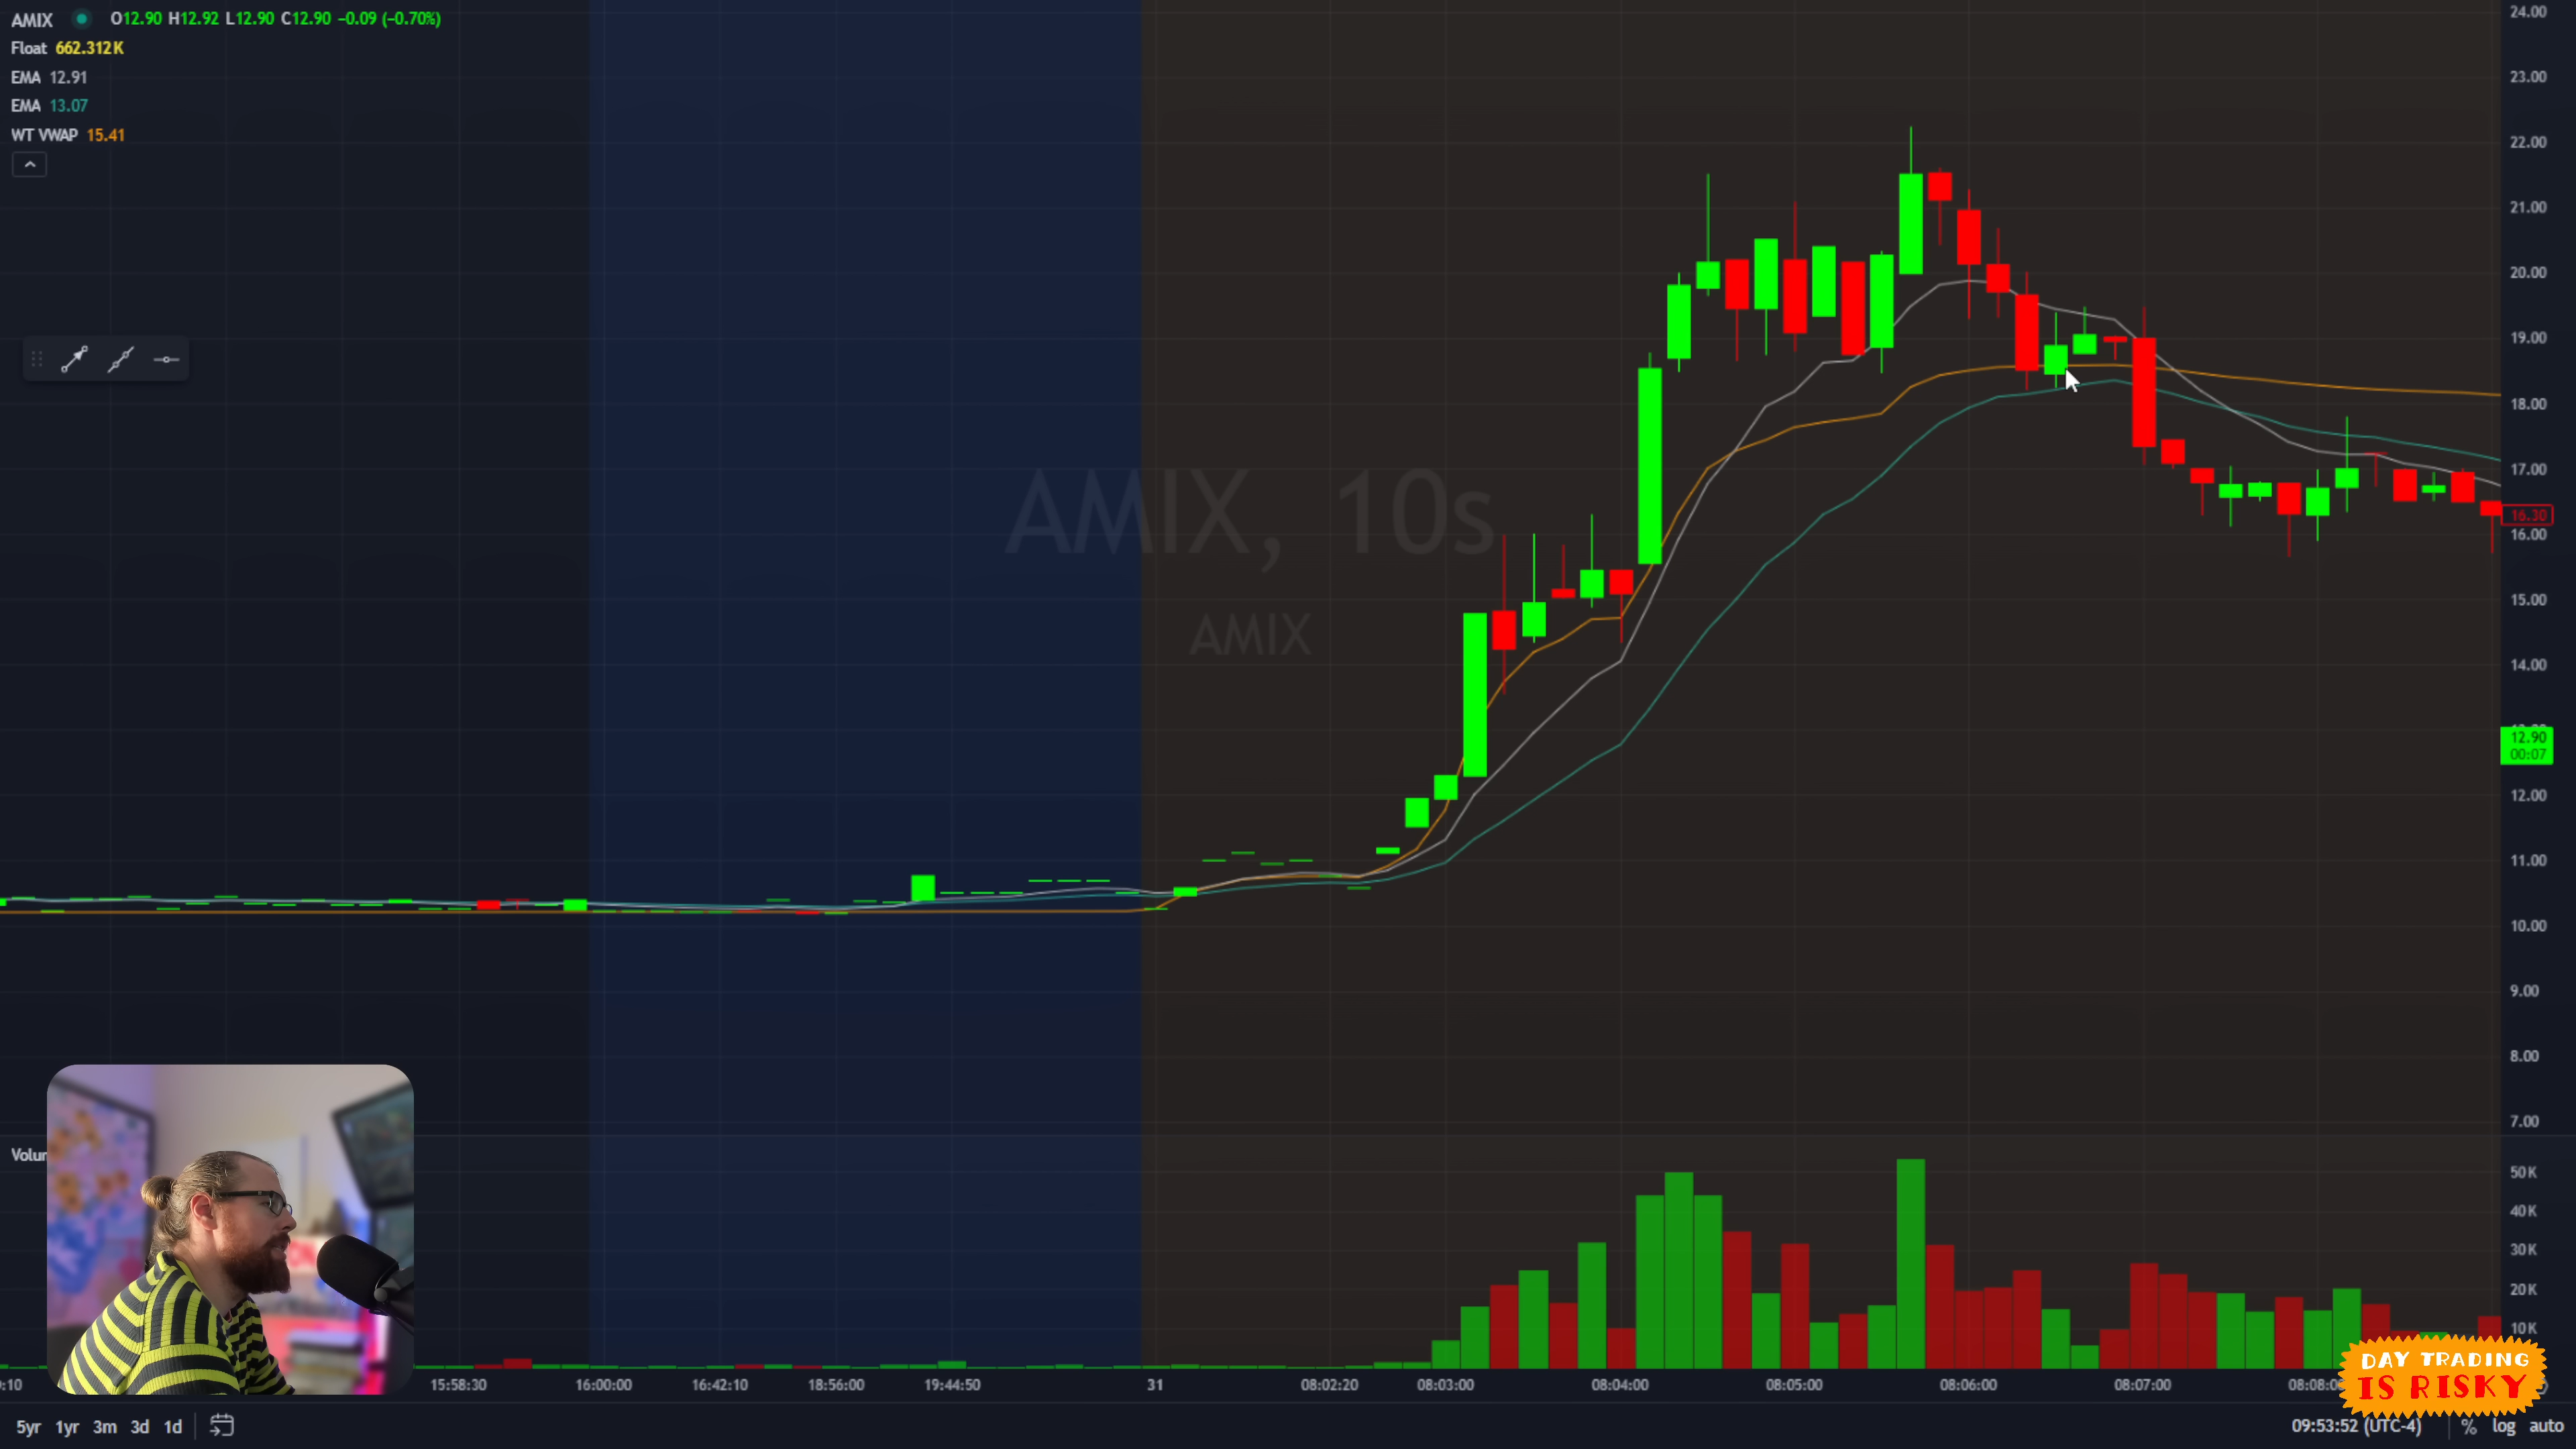 AMIX O12.90 H12.92 L12.90 C12.90 −0.09 (−0.70%)
Float 662.312K
EMA 12.91
EMA 13.07
WT VWAP 15.41
AMIX, 10s
AMIX
24.00
23.00
22.00
21.00
20.00
19.00
18.00
17.00
16.30
16.00
15.00
14.00
12.90
00:07
12.00
11.00
10.00
9.00
8.00
7.00
Volum
50K
40K
30K
20K
10K
DAY TRADING
IS RISKY
:10 15:58:30 16:00:00 16:42:10 18:56:00 19:44:50 31 08:02:20 08:03:00 08:04:00 08:05:00 08:06:00 08:07:00 08:08:0
5yr 1yr 3m 3d 1d 09:53:52 (UTC-4) % log auto